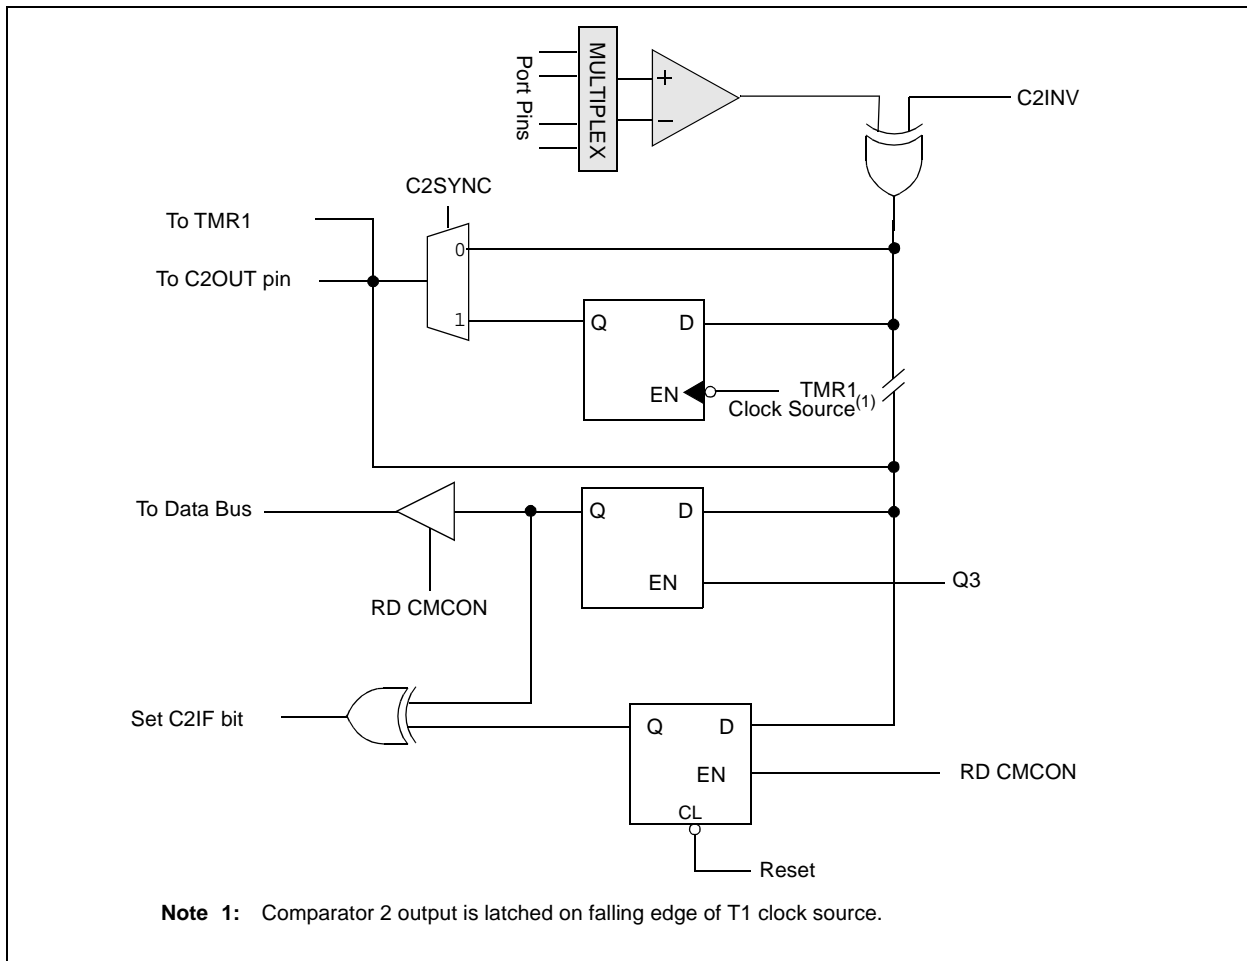 Port Pins
MULTIPLEX
+
−
C2INV
C2SYNC
To TMR1
0
To C2OUT pin
1
Q D
EN
TMR1
Clock Source(1)
To Data Bus
Q D
EN
Q3
RD CMCON
Set C2IF bit
Q D
EN
RD CMCON
CL
Reset
Note 1: Comparator 2 output is latched on falling edge of T1 clock source.